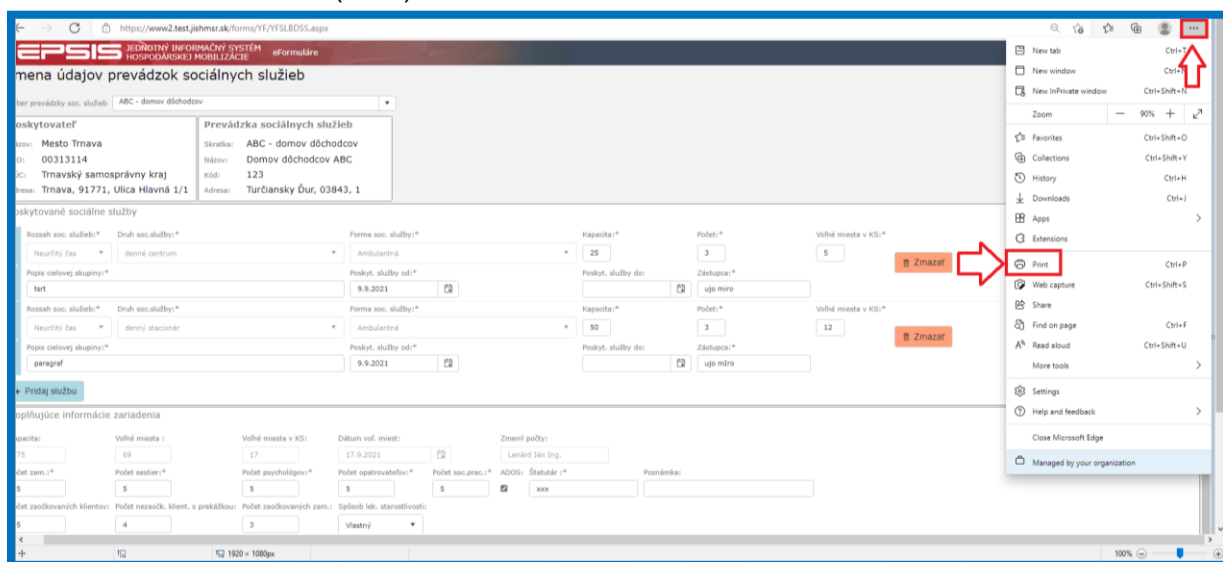 https://www2.test.jishmsr.sk/forms/YF/YFSLBDSS.aspx
EPSIS JEDNOTNÝ INFORMAČNÝ SYSTÉM HOSPODÁRSKEJ MOBILIZÁCIE eFormuláre
mena údajov prevádzok sociálnych služieb
ber prevádzky soc. služieb ABC - domov dôchodcov
oskytovateľ
ázov: Mesto Trnava
O: 00313114
ÚC: Trnavský samosprávny kraj
dresa: Trnava, 91771, Ulica Hlavná 1/1
Prevádzka sociálnych služieb
Skratka: ABC - domov dôchodcov
Názov: Domov dôchodcov ABC
Kód: 123
Adresa: Turčiansky Ďur, 03843, 1
oskytované sociálne služby
Rozsah soc. služieb:* Druh soc.služby:* Forma soc. služby:* Kapacita:* Počet:* Voľné miesta v KS:*
Neurčitý čas denné centrum Ambulantná 25 3 5
Zmazať
Popis cieľovej skupiny:* Poskyt. služby od:* Poskyt. služby do: Zástupca:*
tsrt 9.9.2021 ujo miro
Rozsah soc. služieb:* Druh soc.služby:* Forma soc. služby:* Kapacita:* Počet:* Voľné miesta v KS:*
Neurčitý čas denný stacionár Ambulantná 50 3 12
Zmazať
Popis cieľovej skupiny:* Poskyt. služby od:* Poskyt. služby do: Zástupca:*
paragraf 9.9.2021 ujo mIro
+ Pridaj službu
oplňujúce informácie zariadenia
apacita: Voľné miesta : Voľné miesta v KS: Dátum voľ. miest: Zmenil počty:
75 69 17 17.9.2021 Lenárd Ján Ing.
očet zam.:* Počet sestier:* Počet psychológov:* Počet opatrovateľov:* Počet soc.prac.:* ADOS: Štatutár :* Poznámka:
5 5 5 5 5 xxx
očet zaočkovaných klientov: Počet nezaočk. klient. s prekážkou: Počet zaočkovaných zam.: Spôsob lek. starostlivosti:
5 4 3 Vlastný
New tab Ctrl+T
New window Ctrl+N
New InPrivate window Ctrl+Shift+N
Zoom — 90% +
Favorites Ctrl+Shift+O
Collections Ctrl+Shift+Y
History Ctrl+H
Downloads Ctrl+J
Apps
Extensions
Print Ctrl+P
Web capture Ctrl+Shift+S
Share
Find on page Ctrl+F
Read aloud Ctrl+Shift+U
More tools
Settings
Help and feedback
Close Microsoft Edge
Managed by your organization
1920 × 1080px 100%